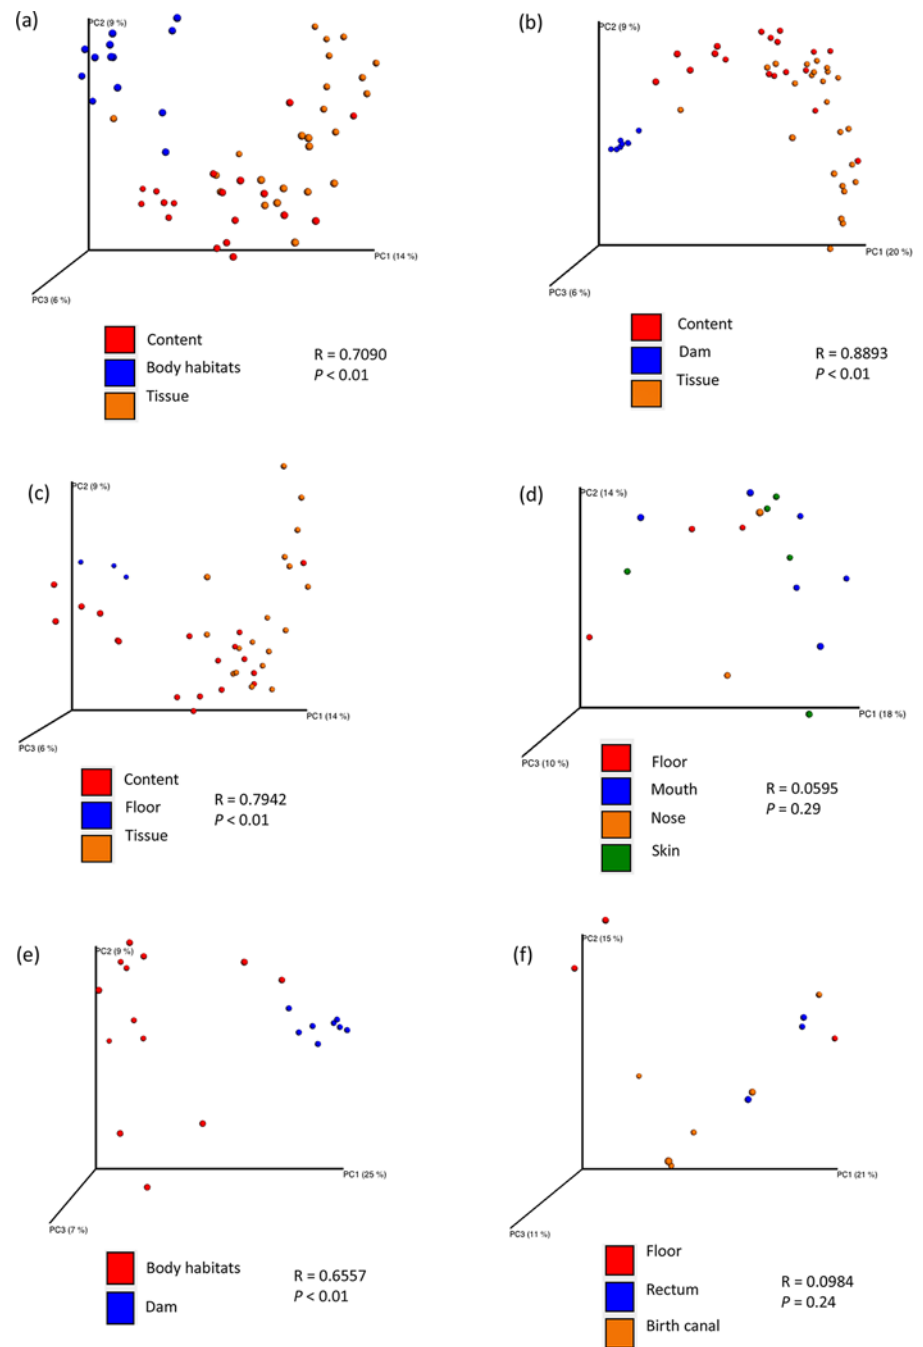 (a)
PC2 (9 %)
PC1 (14 %)
PC3 (6 %)
Content
Body habitats
Tissue
R = 0.7090
P < 0.01
(b)
PC2 (9 %)
PC1 (20 %)
PC3 (6 %)
Content
Dam
Tissue
R = 0.8893
P < 0.01
(c)
PC2 (9 %)
PC1 (14 %)
PC3 (6 %)
Content
Floor
Tissue
R = 0.7942
P < 0.01
(d)
PC2 (14 %)
PC1 (18 %)
PC3 (10 %)
Floor
Mouth
Nose
Skin
R = 0.0595
P = 0.29
(e)
PC2 (9 %)
PC1 (25 %)
PC3 (7 %)
Body habitats
Dam
R = 0.6557
P < 0.01
(f)
PC2 (15 %)
PC1 (21 %)
PC3 (11 %)
Floor
Rectum
Birth canal
R = 0.0984
P = 0.24